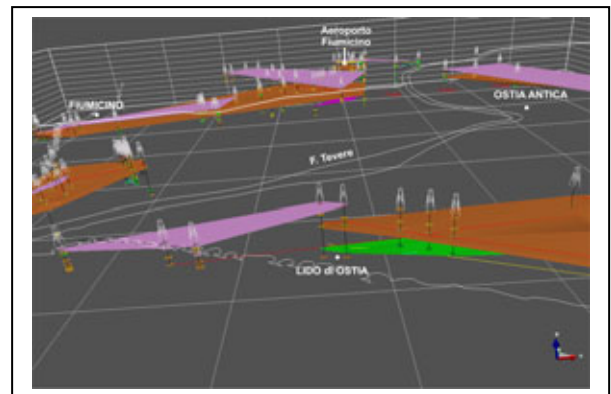 Aeroporto
Fiumicino
FIUMICINO
OSTIA ANTICA
F. Tevere
LIDO di OSTIA